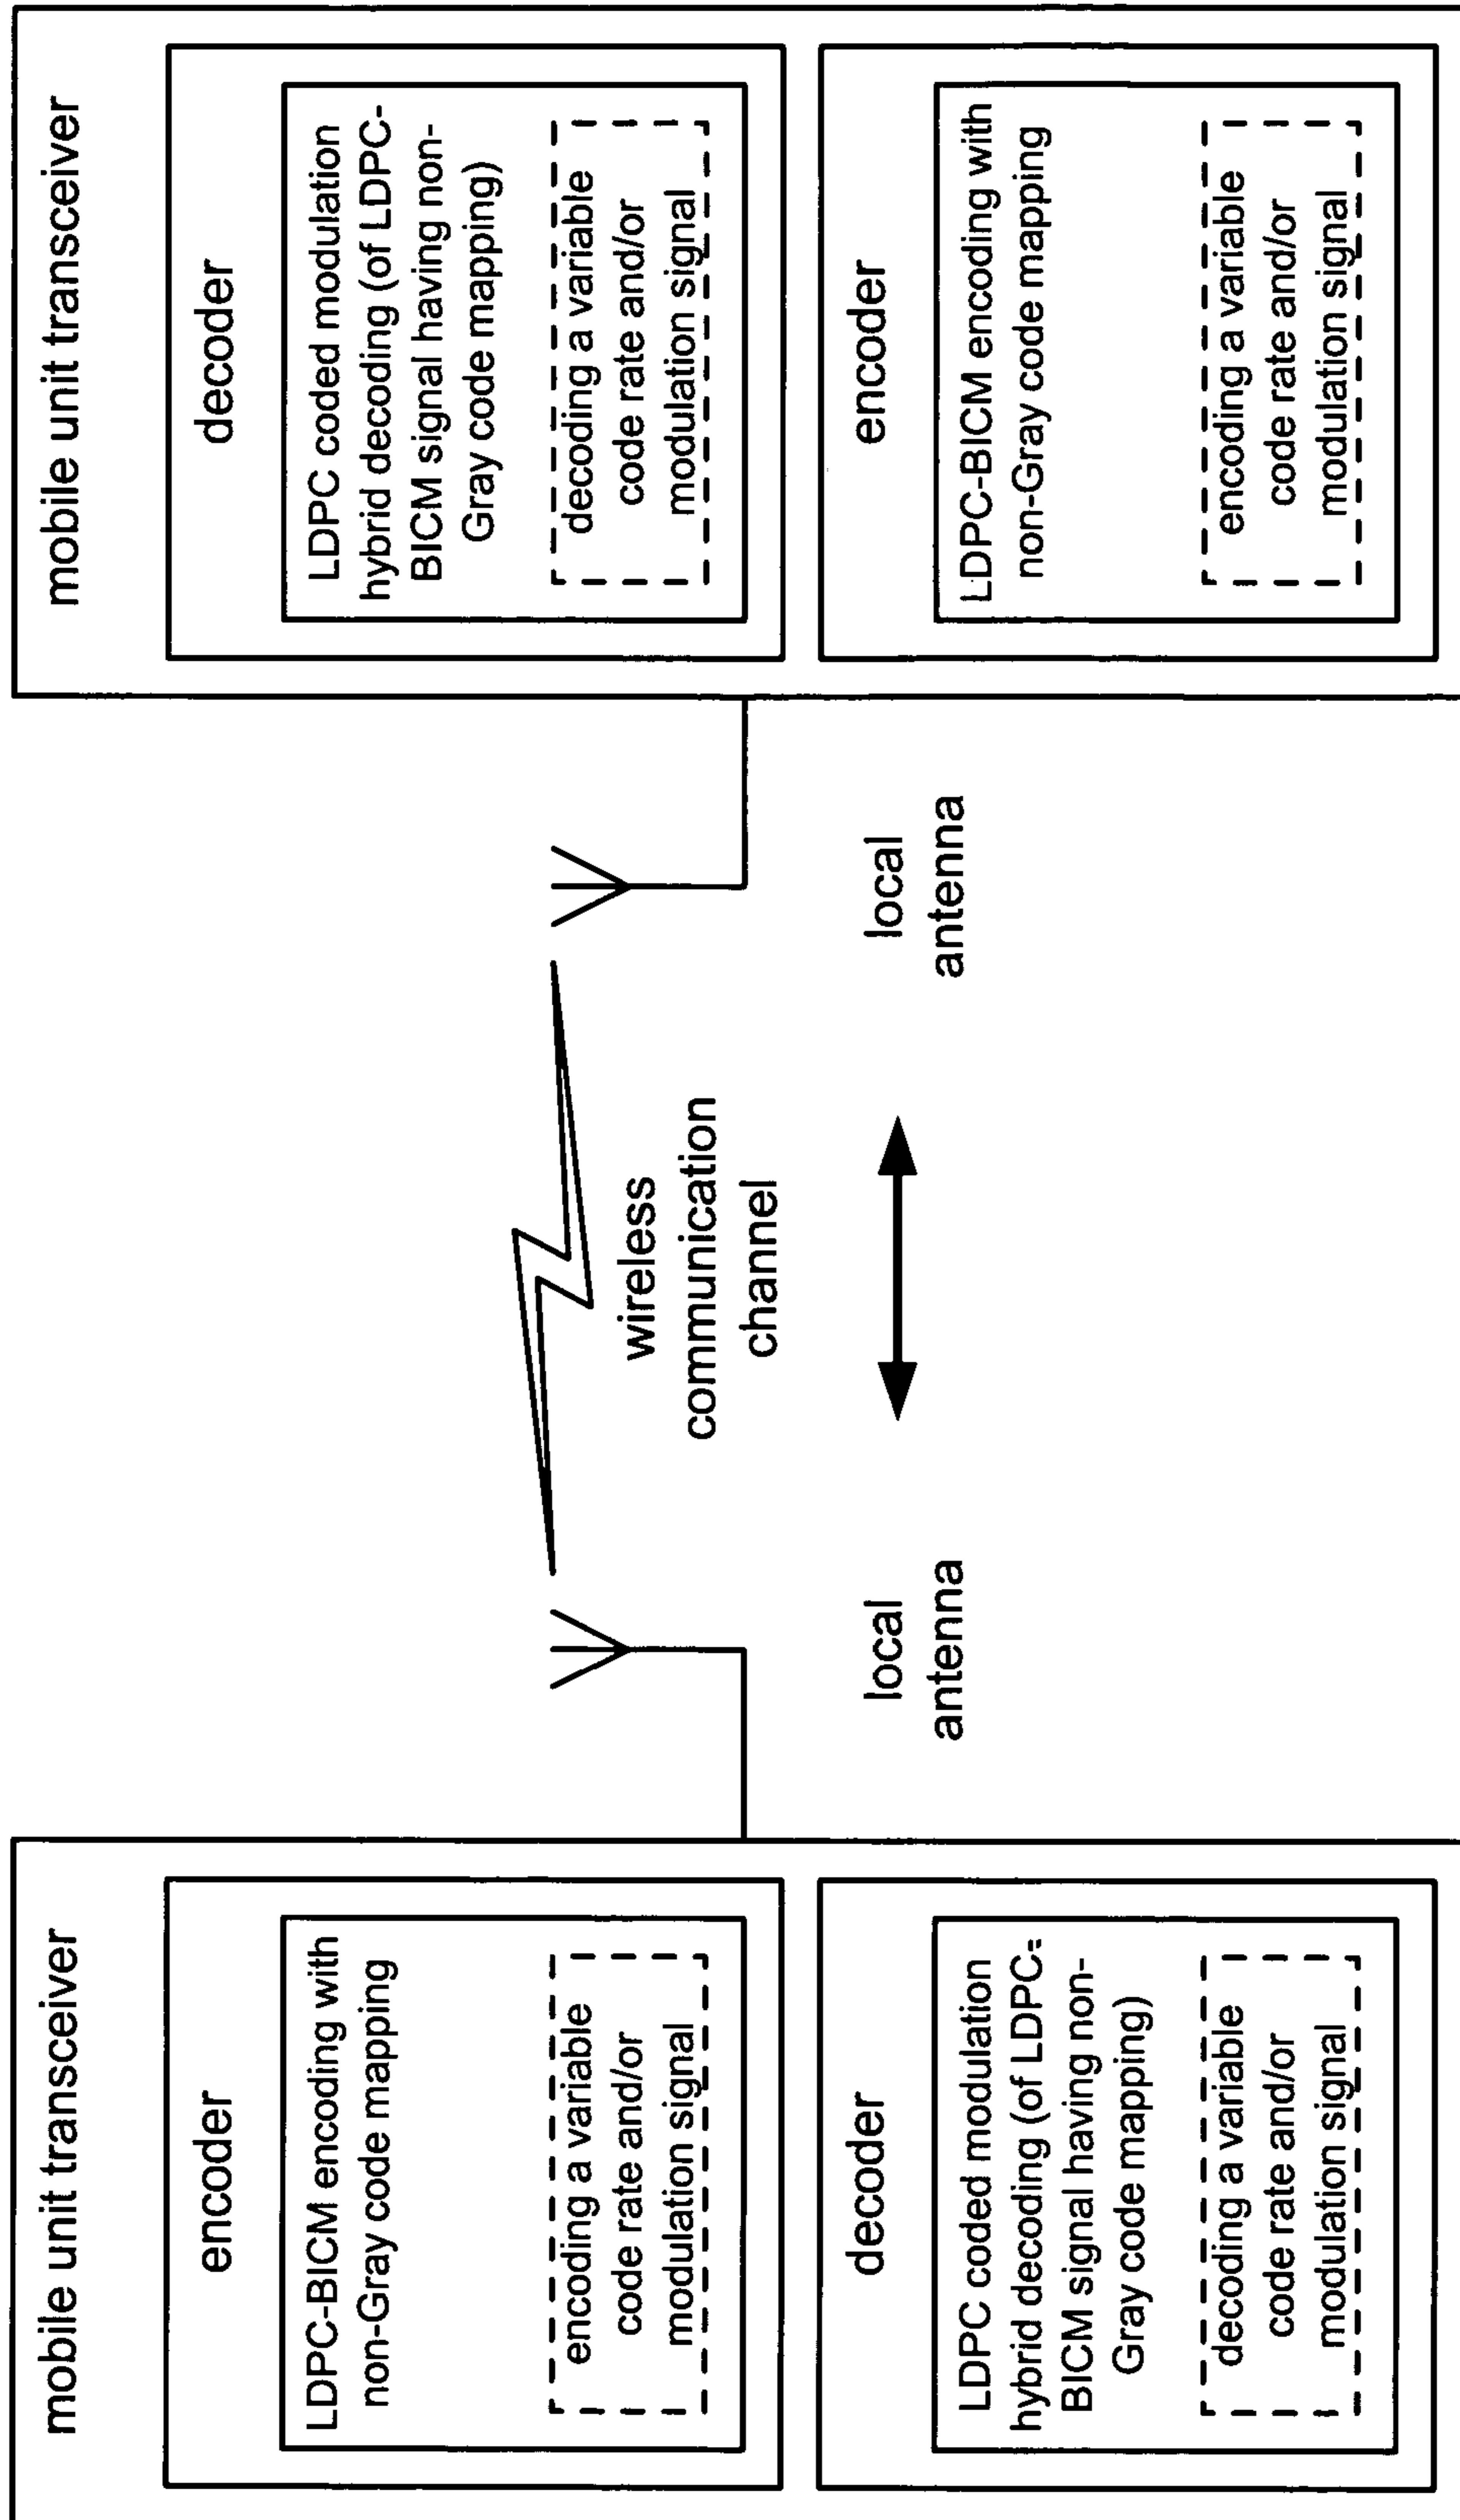 mobile unit transceiver
encoder
LDPC-BICM encoding with
non-Gray code mapping
encoding a variable
code rate and/or
modulation signal
decoder
LDPC coded modulation
hybrid decoding (of LDPC-
BICM signal having non-
Gray code mapping)
decoding a variable
code rate and/or
modulation signal
local
antenna
wireless
communication
channel
local
antenna
mobile unit transceiver
decoder
LDPC coded modulation
hybrid decoding (of LDPC-
BICM signal having non-
Gray code mapping)
decoding a variable
code rate and/or
modulation signal
encoder
LDPC-BICM encoding with
non-Gray code mapping
encoding a variable
code rate and/or
modulation signal